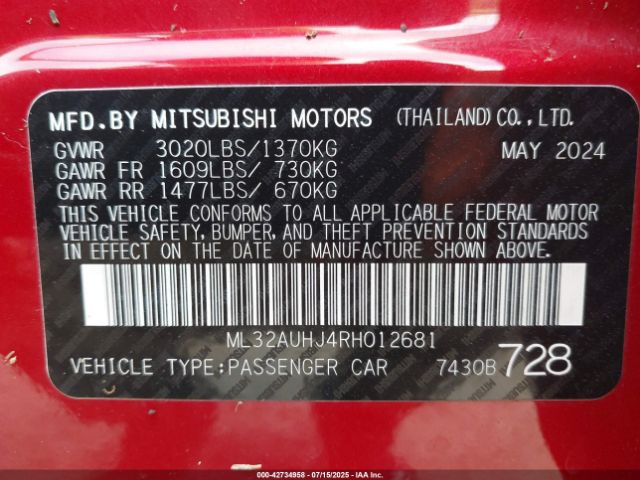 MFD.BY MITSUBISHI MOTORS (THAILAND) CO., LTD.
GVWR 3020LBS/1370KG MAY 2024
GAWR FR 1609LBS/ 730KG
GAWR RR 1477LBS/ 670KG
THIS VEHICLE CONFORMS TO ALL APPLICABLE FEDERAL MOTOR
VEHICLE SAFETY, BUMPER, AND THEFT PREVENTION STANDARDS
IN EFFECT ON THE DATE OF MANUFACTURE SHOWN ABOVE.
ML32AUHJ4RH012681
VEHICLE TYPE:PASSENGER CAR 7430B 728
000-42734958 - 07/15/2025 - IAA Inc.